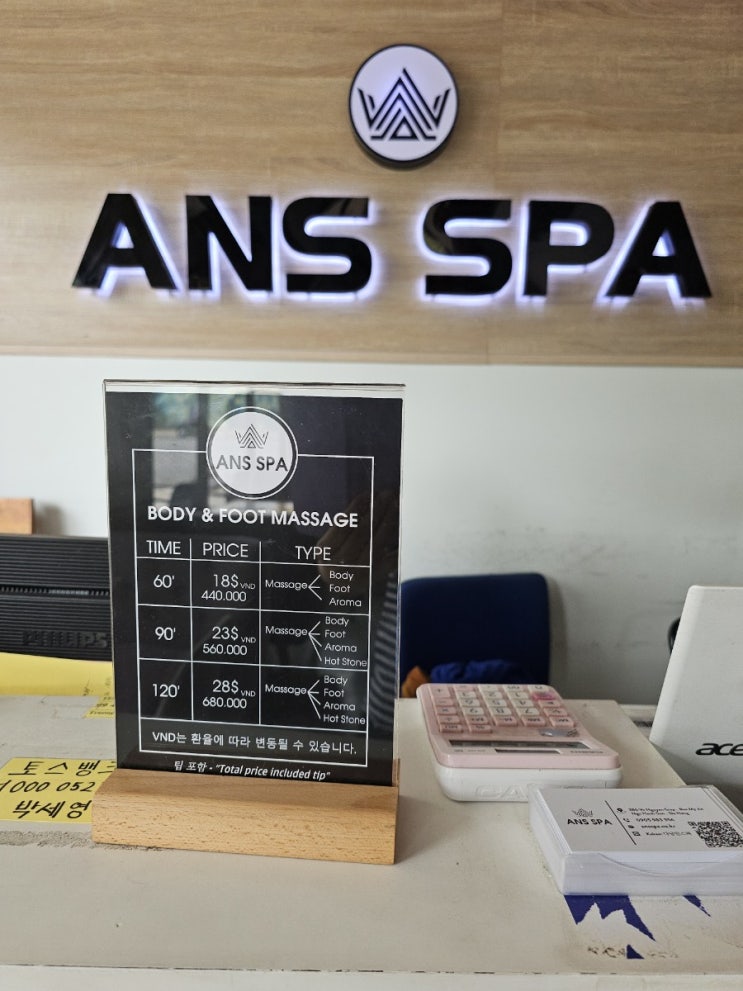 ANS SPA
ANS SPA
BODY & FOOT MASSAGE
TIME PRICE TYPE
60' 18$ VND 440.000 Massage Body Foot Aroma
90' 23$ VND 560.000 Massage Body Foot Aroma Hot Stone
120' 28$ VND 680.000 Massage Body Foot Aroma Hot Stone
VND는 환율에 따라 변동될 수 있습니다.
팁 포함 - "Total price included tip"
PHILIPS
토스뱅
000 052
박세영
acer
ANS SPA